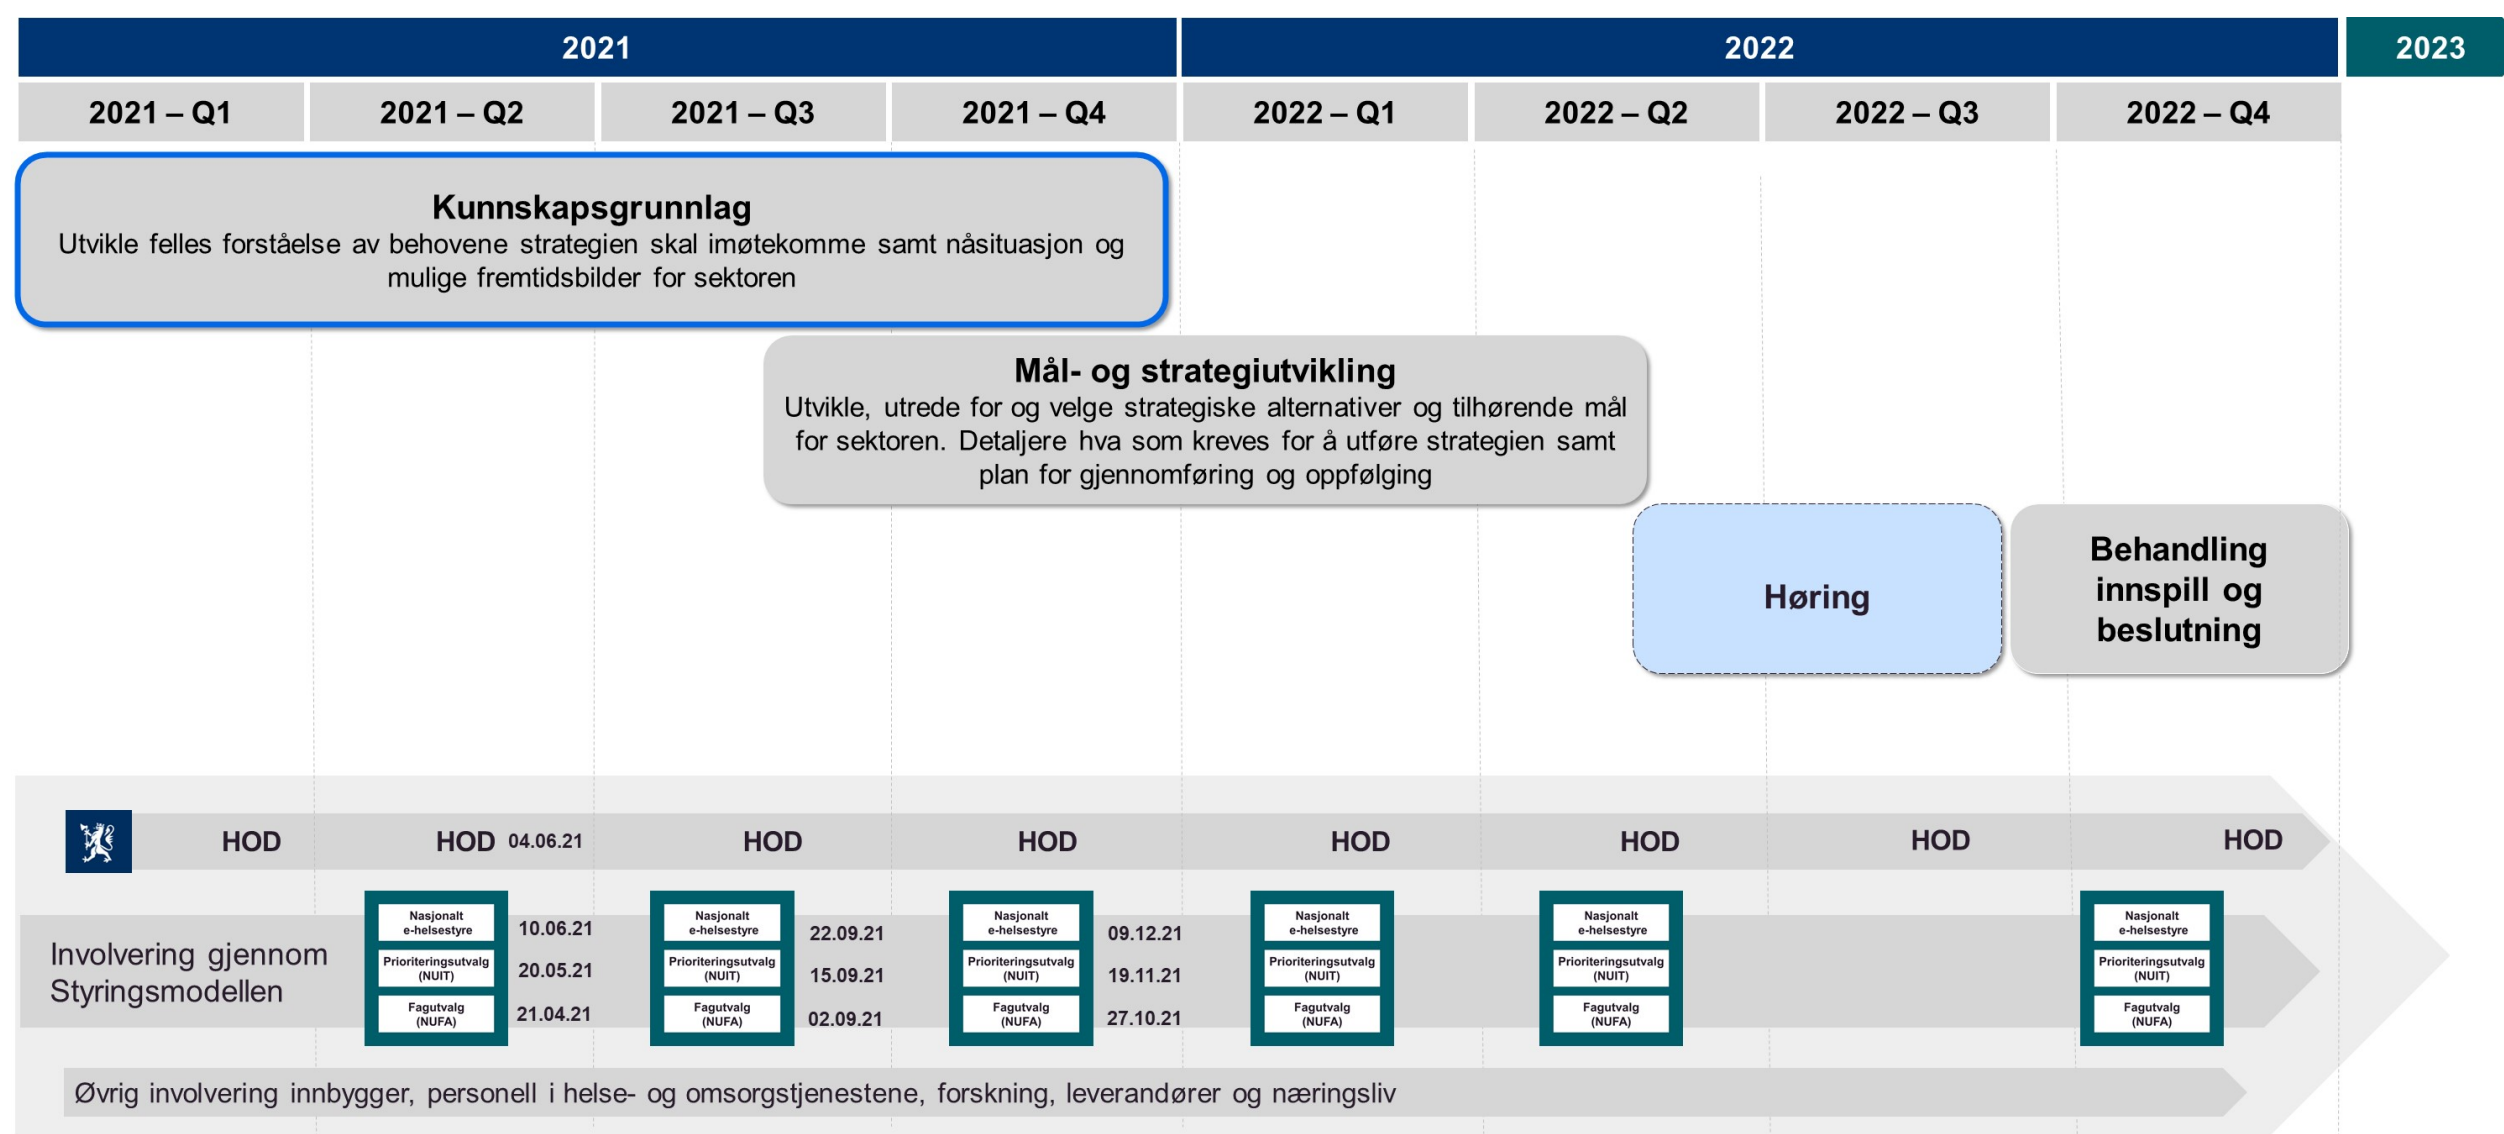 2021
2022
2023
2021 – Q1
2021 – Q2
2021 – Q3
2021 – Q4
2022 – Q1
2022 – Q2
2022 – Q3
2022 – Q4
Kunnskapsgrunnlag
Utvikle felles forståelse av behovene strategien skal imøtekomme samt nåsituasjon og
mulige fremtidsbilder for sektoren
Mål- og strategiutvikling
Utvikle, utrede for og velge strategiske alternativer og tilhørende mål
for sektoren. Detaljere hva som kreves for å utføre strategien samt
plan for gjennomføring og oppfølging
Høring
Behandling
innspill og
beslutning
HOD
HOD 04.06.21
HOD
HOD
HOD
HOD
HOD
HOD
Involvering gjennom
Styringsmodellen
Nasjonalt
e-helsestyre
10.06.21
Prioriteringsutvalg
(NUIT)
20.05.21
Fagutvalg
(NUFA)
21.04.21
Nasjonalt
e-helsestyre
22.09.21
Prioriteringsutvalg
(NUIT)
15.09.21
Fagutvalg
(NUFA)
02.09.21
Nasjonalt
e-helsestyre
09.12.21
Prioriteringsutvalg
(NUIT)
19.11.21
Fagutvalg
(NUFA)
27.10.21
Nasjonalt
e-helsestyre
Prioriteringsutvalg
(NUIT)
Fagutvalg
(NUFA)
Nasjonalt
e-helsestyre
Prioriteringsutvalg
(NUIT)
Fagutvalg
(NUFA)
Nasjonalt
e-helsestyre
Prioriteringsutvalg
(NUIT)
Fagutvalg
(NUFA)
Øvrig involvering innbygger, personell i helse- og omsorgstjenestene, forskning, leverandører og næringsliv